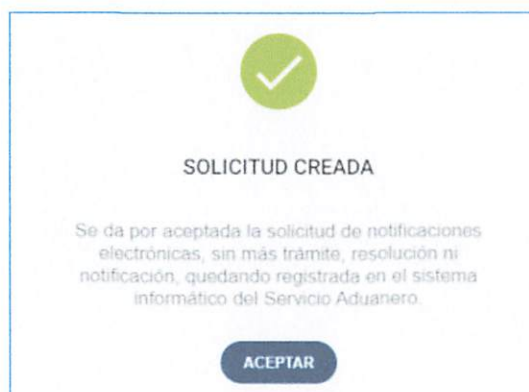 SOLICITUD CREADA
Se da por aceptada la solicitud de notificaciones
electrónicas, sin más trámite, resolución ni
notificación, quedando registrada en el sistema
informático del Servicio Aduanero.
ACEPTAR